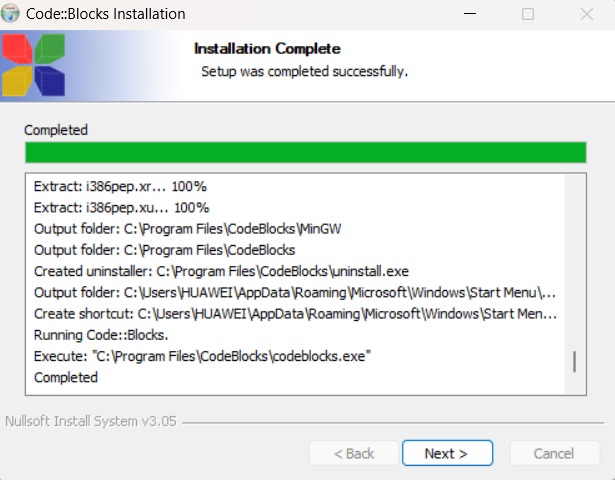 Code::Blocks Installation
Installation Complete
Setup was completed successfully.
Completed
Extract: i386pep.xr... 100%
Extract: i386pep.xu... 100%
Output folder: C:\Program Files\CodeBlocks\MinGW
Output folder: C:\Program Files\CodeBlocks
Created uninstaller: C:\Program Files\CodeBlocks\uninstall.exe
Output folder: C:\Users\HUAWEI\AppData\Roaming\Microsoft\Windows\Start Menu\...
Create shortcut: C:\Users\HUAWEI\AppData\Roaming\Microsoft\Windows\Start Men...
Running Code::Blocks.
Execute: "C:\Program Files\CodeBlocks\codeblocks.exe"
Completed
Nullsoft Install System v3.05
< Back Next > Cancel